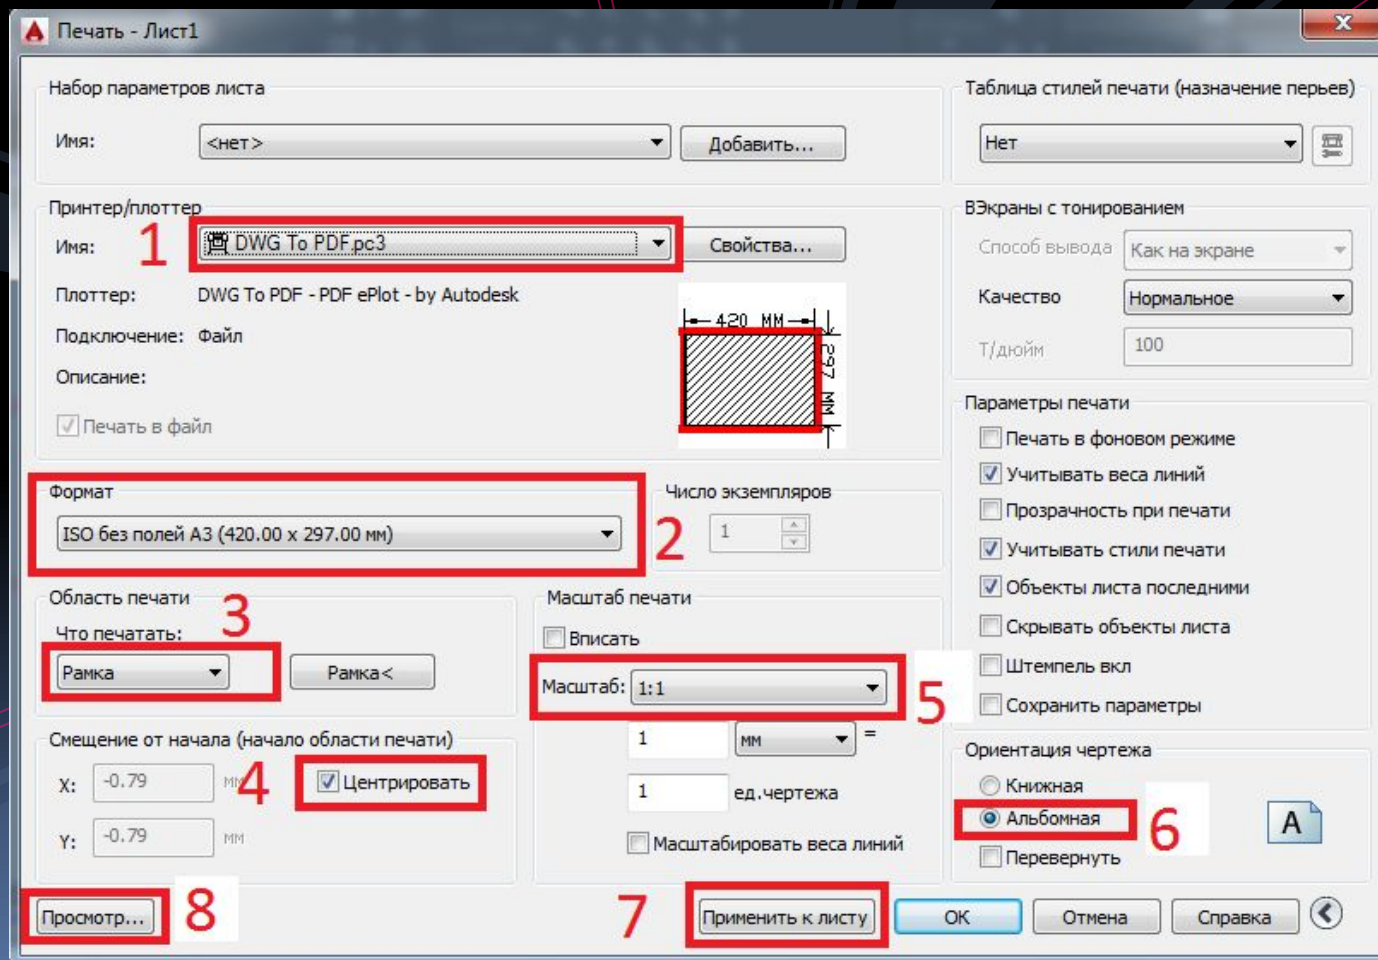 Печать - Лист1
x
Набор параметров листа
Имя:
<нет>
Добавить...
Таблица стилей печати (назначение перьев)
Нет
Принтер/плоттер
1
Имя:
DWG To PDF.pc3
Свойства...
Плоттер:
DWG To PDF - PDF ePlot - by Autodesk
Подключение: Файл
Описание:
Печать в файл
420 MM
297 MM
ВЭкраны с тонированием
Способ вывода
Как на экране
Качество
Нормальное
Т/дюйм
100
Формат
ISO без полей A3 (420.00 x 297.00 мм)
2
Число экземпляров
1
Параметры печати
Печать в фоновом режиме
Учитывать веса линий
Прозрачность при печати
Учитывать стили печати
Объекты листа последними
Скрывать объекты листа
Штемпель вкл
Сохранить параметры
Область печати
3
Что печатать:
Рамка
Рамка<
Масштаб печати
Вписать
Масштаб: 1:1
5
1
мм
=
1
ед.чертежа
Масштабировать веса линий
Смещение от начала (начало области печати)
X: -0.79 мм
4
Центрировать
Y: -0.79 мм
Ориентация чертежа
Книжная
Альбомная
6
Перевернуть
A
Просмотр...
8
7
Применить к листу
ОК
Отмена
Справка